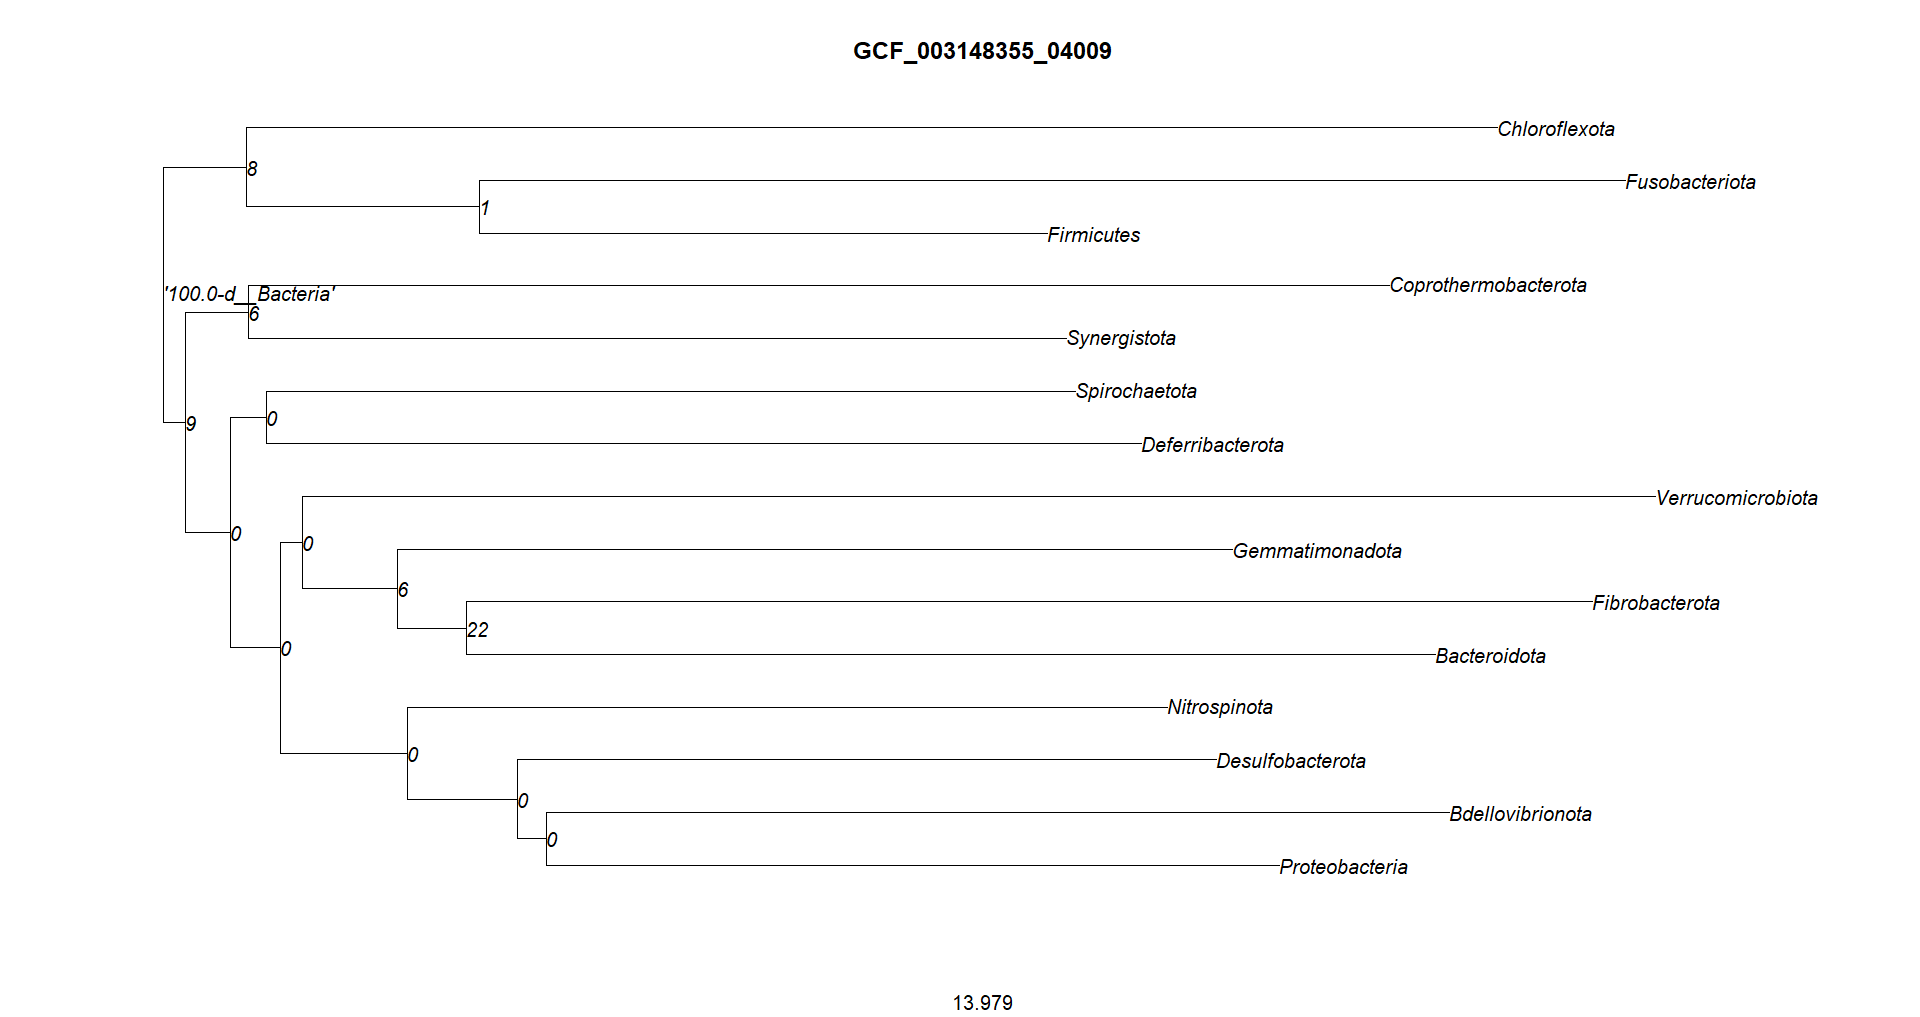 GCF_003148355_04009
Chloroflexota
8
Fusobacteriota
1
Firmicutes
Coprothermobacterota
'100.0-d__Bacteria'
6
Synergistota
Spirochaetota
0
9
Deferribacterota
Verrucomicrobiota
0
0
Gemmatimonadota
6
Fibrobacterota
22
0
Bacteroidota
Nitrospinota
0
Desulfobacterota
0
Bdellovibrionota
0
Proteobacteria
13.979